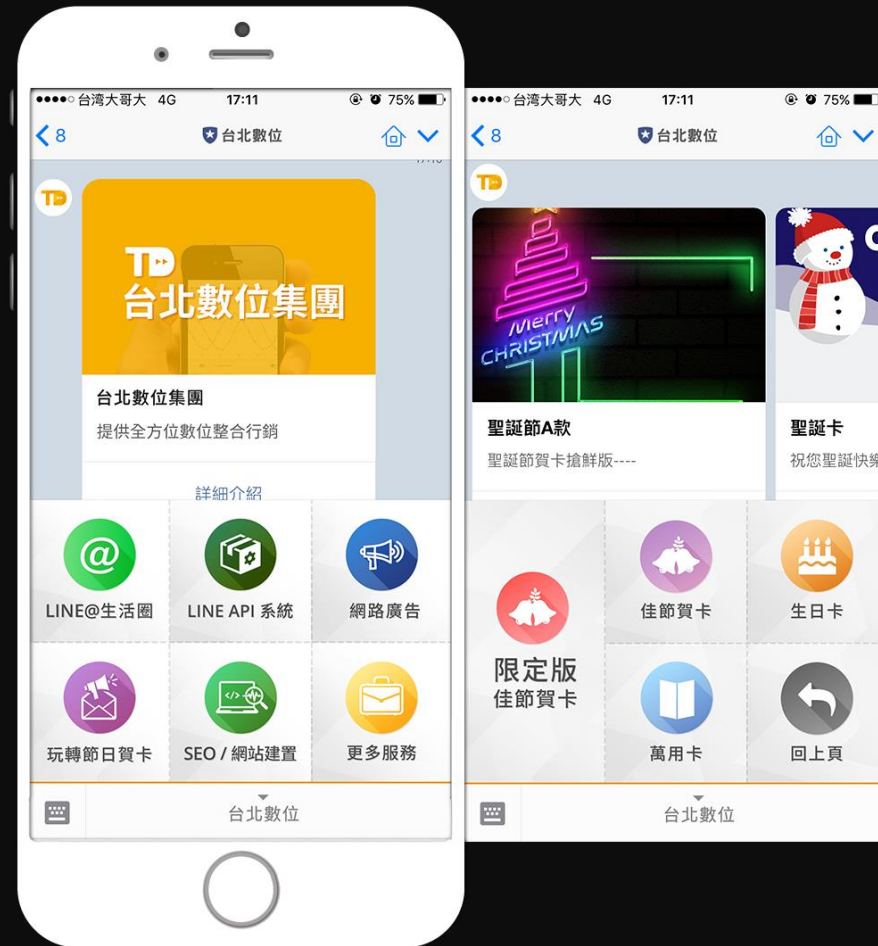 台湾大哥大 4G 17:11 75%
8 台北數位
TD
TD
台北數位集團
台北數位集團
提供全方位數位整合行銷
詳細介紹
@
LINE@生活圈 LINE API 系統 網路廣告
</>
玩轉節日賀卡 SEO / 網站建置 更多服務
台北數位
台湾大哥大 4G 17:11 75%
8 台北數位
TD
Merry
CHRISTMAS
聖誕節A款
聖誕節賀卡搶鮮版----
聖誕卡
祝您聖誕快樂
限定版
佳節賀卡
佳節賀卡 生日卡
萬用卡 回上頁
台北數位